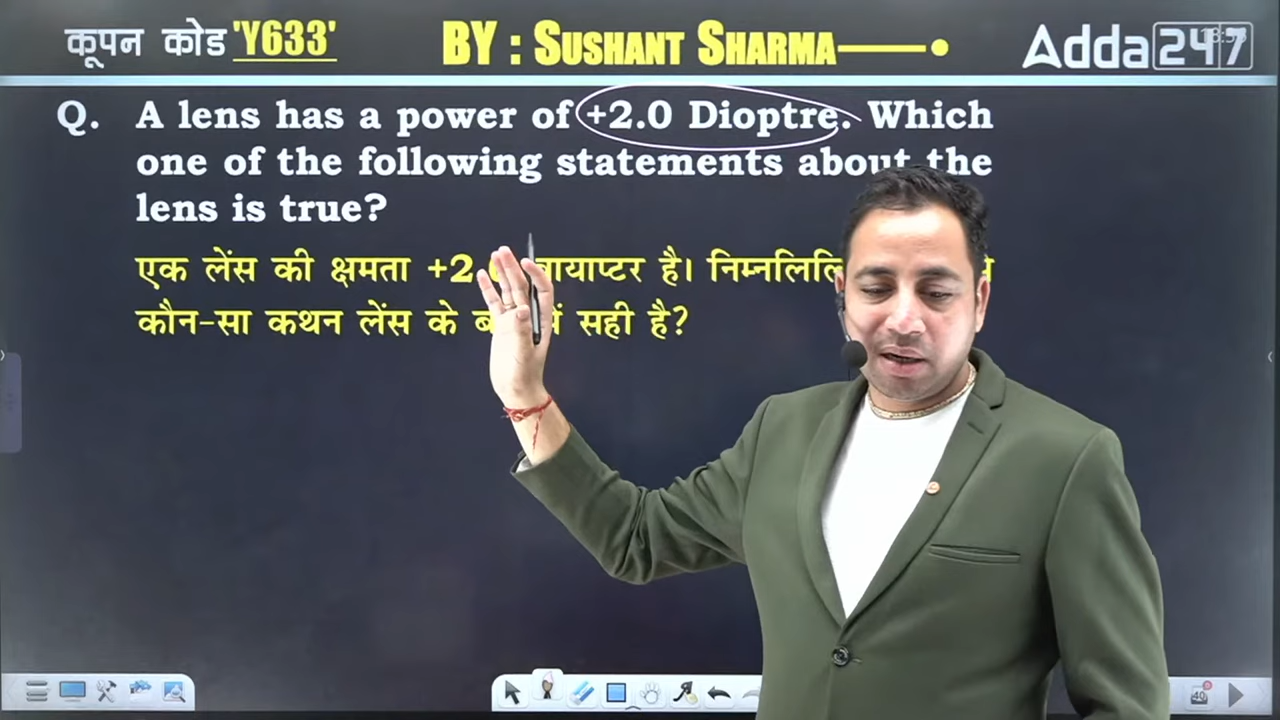 कूपन कोड 'Y633'
BY : SUSHANT SHARMA
Adda247
Q. A lens has a power of +2.0 Dioptre. Which
one of the following statements about the
lens is true?
एक लेंस की क्षमता +2. है।
कौन-सा कथन लेंस के सही है?